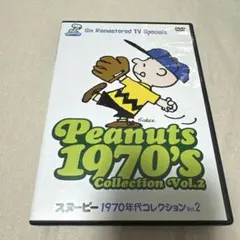 Six Remastered TV Specials
DVD
Peanuts
1970's
Collection Vol.2
スヌーピー 1970年代コレクション Vol.2